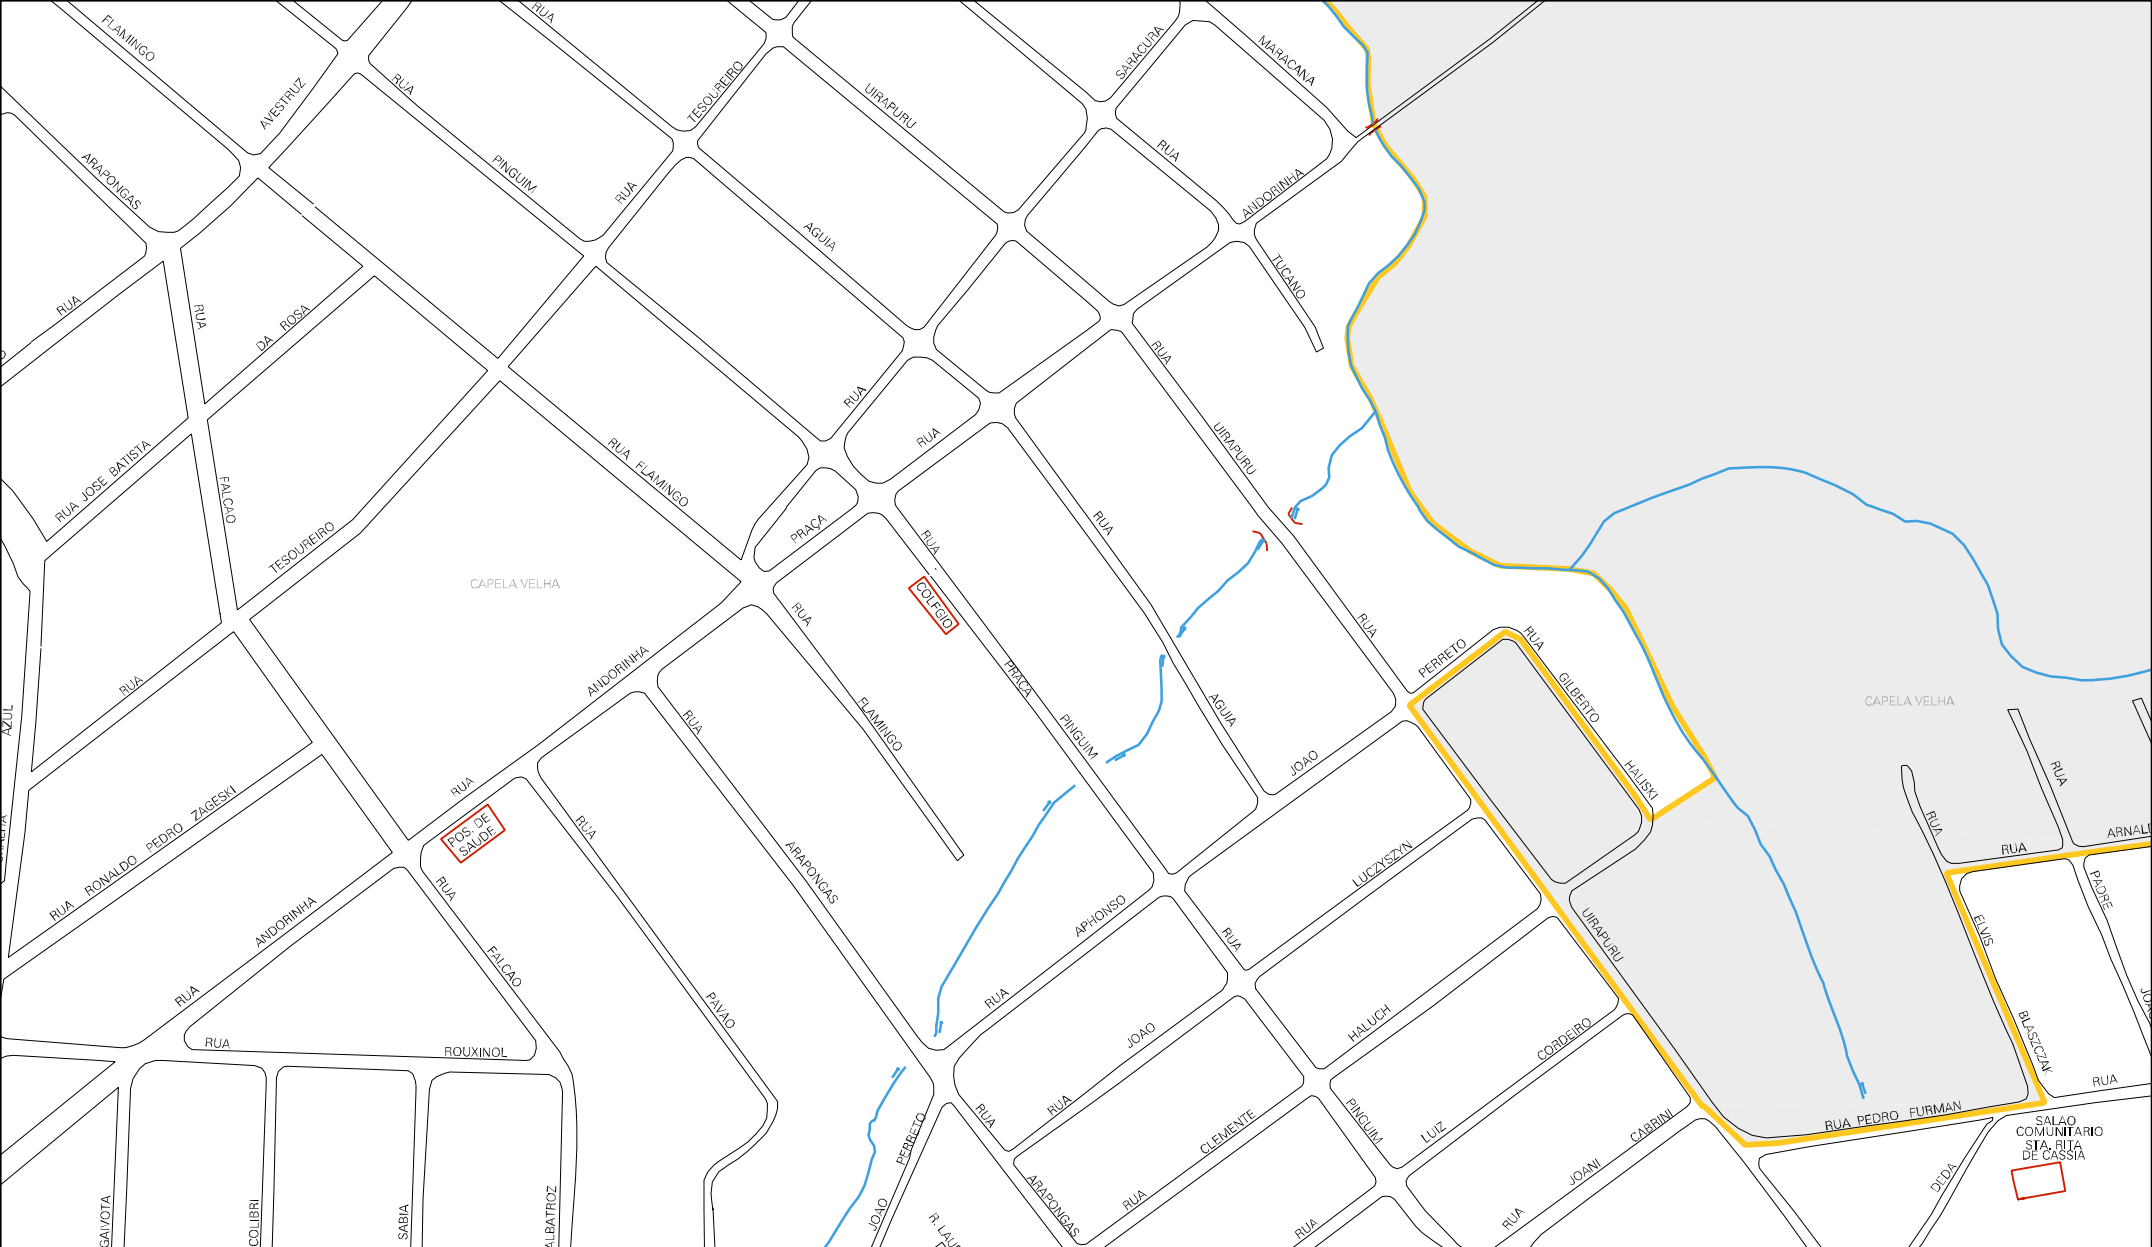 RUA
FLAMINGO
SARACURA
MARACANA
TESOUREIRO
AVESTRUZ
RUA
UIRAPURU
ARAPONGAS
PINGUIM
RUA
RUA
ANDORINHA
AGUIA
TUCANO
RUA
RUA
DA ROSA
RUA
RUA
RUA
UIRAPURU
RUA FLAMINGO
RUA JOSE BATISTA
FALCAO
TESOUREIRO
PRAÇA
RUA
RUA
CAPELA VELHA
COLEGIO
RUA
RUA
PERRETO
RUA
GILBERTO
HALISKI
ANDORINHA
RUA
PRAÇA
PINGUIM
AGUIA
RUA
FLAMINGO
CAPELA VELHA
AZUL
JOAO
RUA
RUA
RUA
POS. DE
SAUDE
RUA
RUA RONALDO PEDRO ZAGESKI
ARAPONGAS
LUCZYSZYN
RUA
ARNAL
RUA
PADRE
RUA
ANDORINHA
FALCAO
APHONSO
RUA
UIRAPURU
ELVIS
RUA
PAVAO
RUA
HALUCH
CORDEIRO
BLASZCZAK
RUA
ROUXINOL
JOAO
RUA
RUA
RUA
PERRETO
JOAO
CLEMENTE
PINGUIM
LUIZ
CABRINI
RUA PEDRO FURMAN
SALAO
COMUNITARIO
STA. RITA
DE CASSIA
DEDA
JOANI
RUA
RUA
RUA
ARAPONGAS
GAIVOTA
COLIBRI
SABIA
ALBATROZ